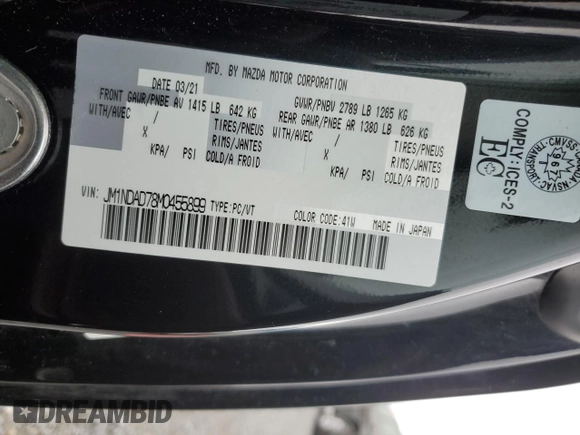 MFD. BY MAZDA MOTOR CORPORATION
DATE 03/21
GVWR/PNBV 2789 LB 1265 KG
FRONT GAWR/PNBE AV 1415 LB 642 KG
REAR GAWR/PNBE AR 1380 LB 626 KG
WITH/AVEC / TIRES/PNEUS
X RIMS/JANTES
KPA/ PSI COLD/A FROID
WITH/AVEC / TIRES/PNEUS
X RIMS/JANTES
KPA/ PSI COLD/A FROID
VIN: JM1NDAD78M0455899 TYPE:PC/VT
COLOR CODE:41W MADE IN JAPAN
COMPLY:ICES-2
EC
967
DREAMBID